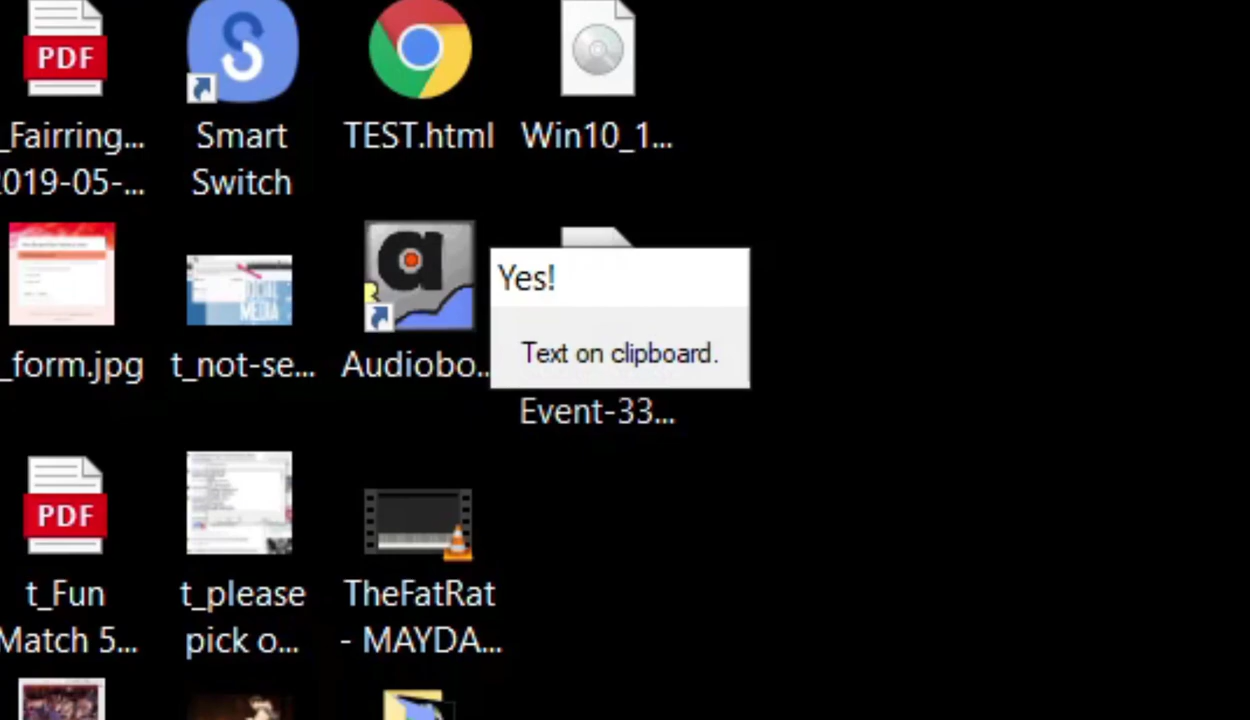 PDF
_Fairring...
2019-05-...
Smart
Switch
TEST.html
Win10_1...
_form.jpg
t_not-se...
Audiobo...
Yes!
Text on clipboard.
Event-33...
PDF
t_Fun
Match 5...
t_please
pick o...
TheFatRat
- MAYDA...